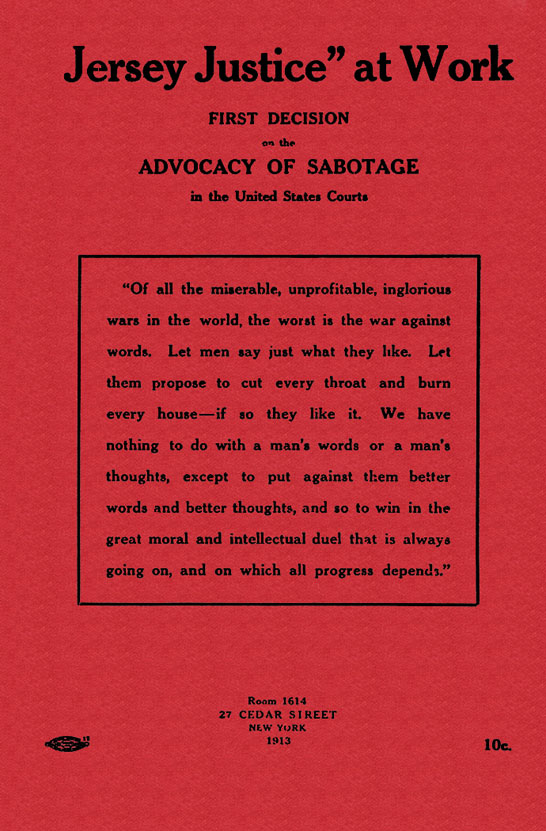 Jersey Justice” at Work
FIRST DECISION
on the
ADVOCACY OF SABOTAGE
in the United States Courts
“Of all the miserable, unprofitable, inglorious
wars in the world, the worst is the war against
words. Let men say just what they like. Let
them propose to cut every throat and burn
every house—if so they like it. We have
nothing to do with a man’s words or a man’s
thoughts, except to put against them better
words and better thoughts, and so to win in the
great moral and intellectual duel that is always
going on, and on which all progress depends.”
Room 1614
27 CEDAR STREET
NEW YORK
1913
10c.